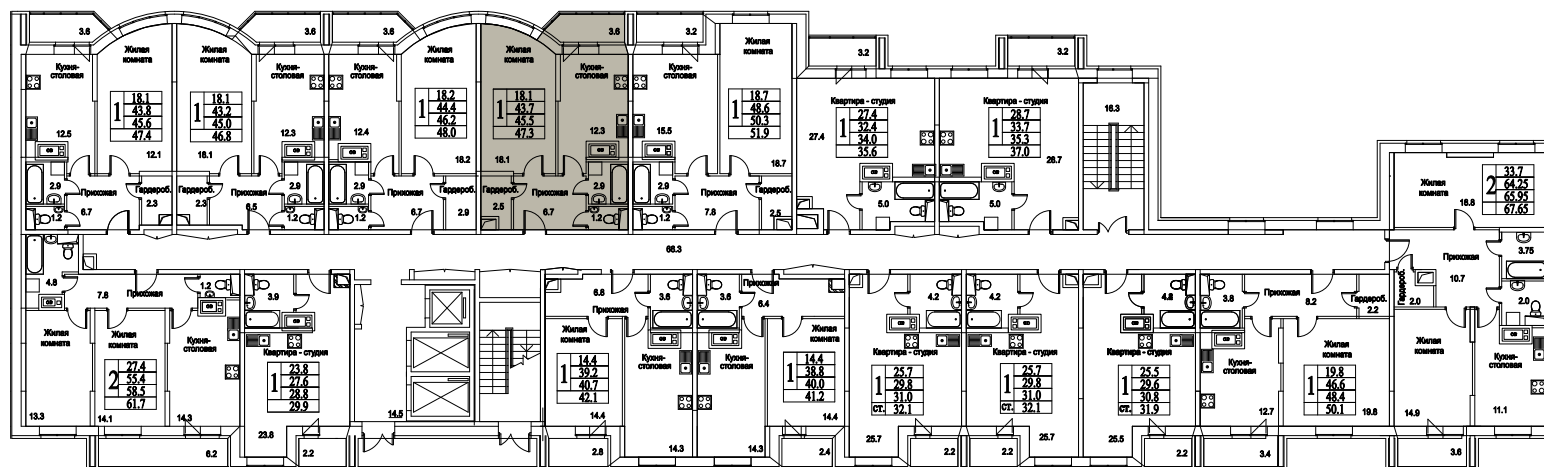 3.6
3.6
3.6
3.6
3.2
3.2
3.2
Кухня-столовая
Жилая комната
Жилая комната
Кухня-столовая
Кухня-столовая
Жилая комната
Жилая комната
Кухня-столовая
Кухня-столовая
Жилая комната
1 18.1 43.8 45.6 47.4
1 18.1 43.2 45.0 46.8
1 18.2 44.4 46.2 48.0
1 18.1 43.7 45.5 47.3
1 18.7 48.6 50.3 51.9
Квартира - студия
1 27.4 32.4 34.0 35.6
Квартира - студия
1 28.7 33.7 35.3 37.0
16.3
12.5
12.1
18.1
12.3
12.4
18.2
18.1
12.3
15.5
18.7
27.4
28.7
Жилая комната
16.8
2 33.7 64.25 65.95 67.65
2.9
1.2
Прихожая
6.7
Гардероб.
2.3
Гардероб.
2.3
Прихожая
6.5
2.9
1.2
2.9
1.2
Прихожая
6.7
Гардероб.
2.9
Гардероб.
2.5
Прихожая
6.7
2.9
1.2
2.9
1.2
Прихожая
7.8
Гардероб.
2.5
5.0
5.0
66.3
4.8
7.8
Прихожая
1.2
3.9
6.8
Прихожая
3.6
3.6
Прихожая
6.4
4.2
4.2
4.8
3.8
Прихожая
8.2
Гардероб.
2.2
Гардероб.
2.0
Прихожая
10.7
3.75
2.0
Жилая комната
Жилая комната
Кухня-столовая
2 27.4 55.4 58.5 61.7
13.3
14.1
14.3
6.2
Квартира - студия
1 23.8 27.6 28.8 29.9
23.8
2.2
14.5
Жилая комната
Кухня-столовая
1 14.4 39.2 40.7 42.1
14.4
14.3
2.8
Кухня-столовая
Жилая комната
1 14.4 38.8 40.0 41.2
14.3
14.4
2.4
Квартира - студия
1 ст. 25.7 29.8 31.0 32.1
25.7
2.2
Квартира - студия
1 ст. 25.7 29.8 31.0 32.1
25.7
2.2
Квартира - студия
1 ст. 25.5 29.6 30.8 31.9
25.5
2.2
Кухня-столовая
Жилая комната
1 19.8 46.6 48.4 50.1
12.7
19.8
3.4
Жилая комната
14.9
3.6
Кухня-столовая
11.1